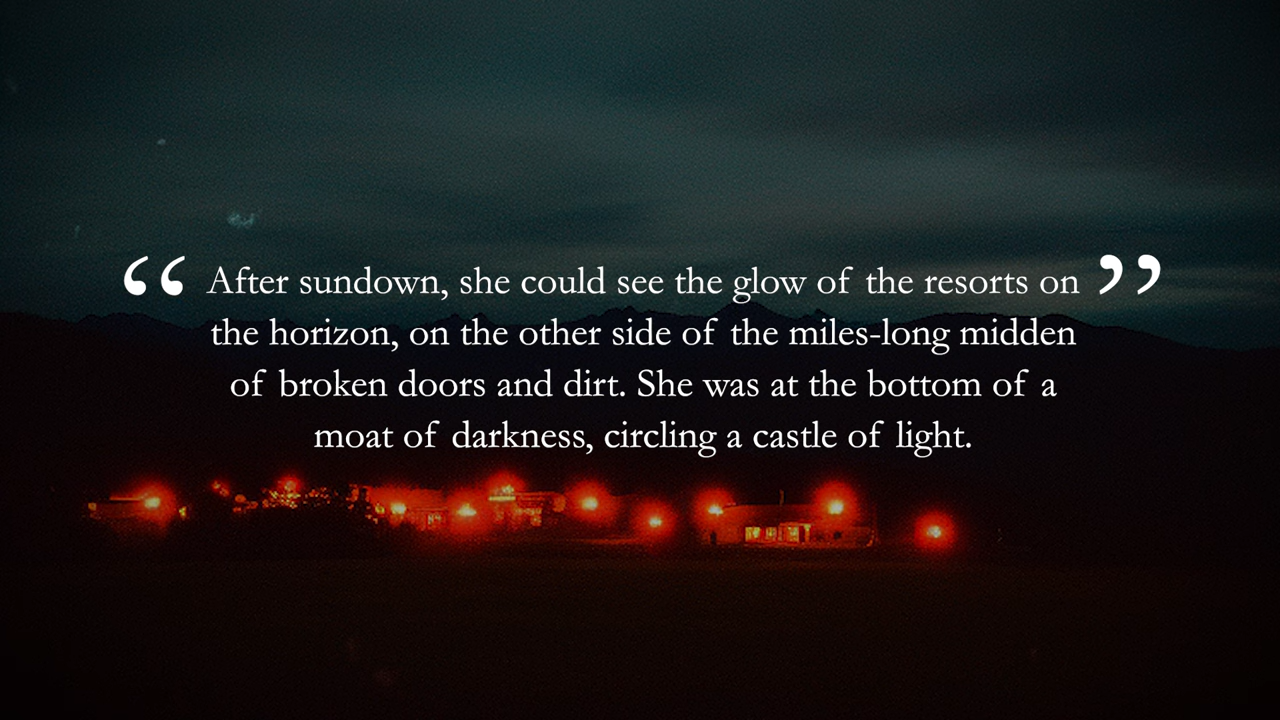 “ After sundown, she could see the glow of the resorts on ”
the horizon, on the other side of the miles-long midden
of broken doors and dirt. She was at the bottom of a
moat of darkness, circling a castle of light.